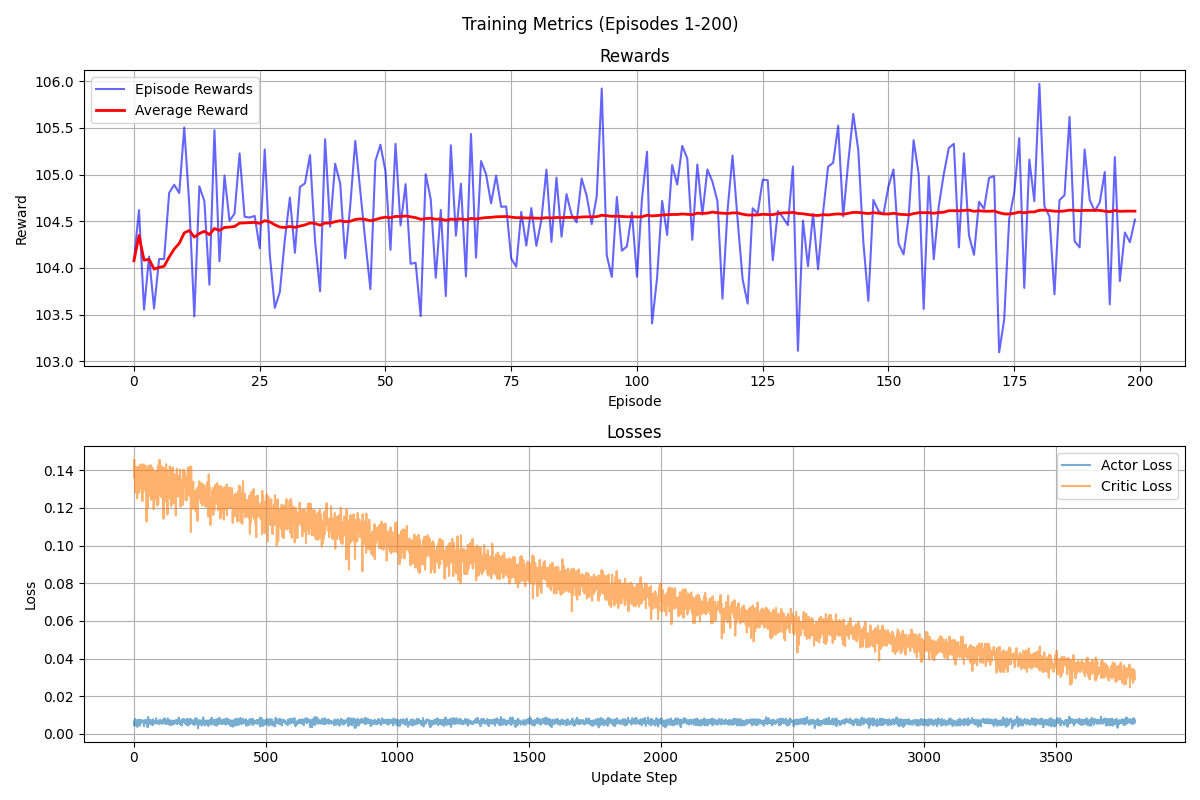 Training Metrics (Episodes 1-200)
Rewards
106.0
105.5
105.0
104.5
104.0
103.5
103.0
Reward
Episode Rewards
Average Reward
0 25 50 75 100 125 150 175 200
Episode
Losses
0.14
0.12
0.10
0.08
0.06
0.04
0.02
0.00
Loss
Actor Loss
Critic Loss
0 500 1000 1500 2000 2500 3000 3500
Update Step